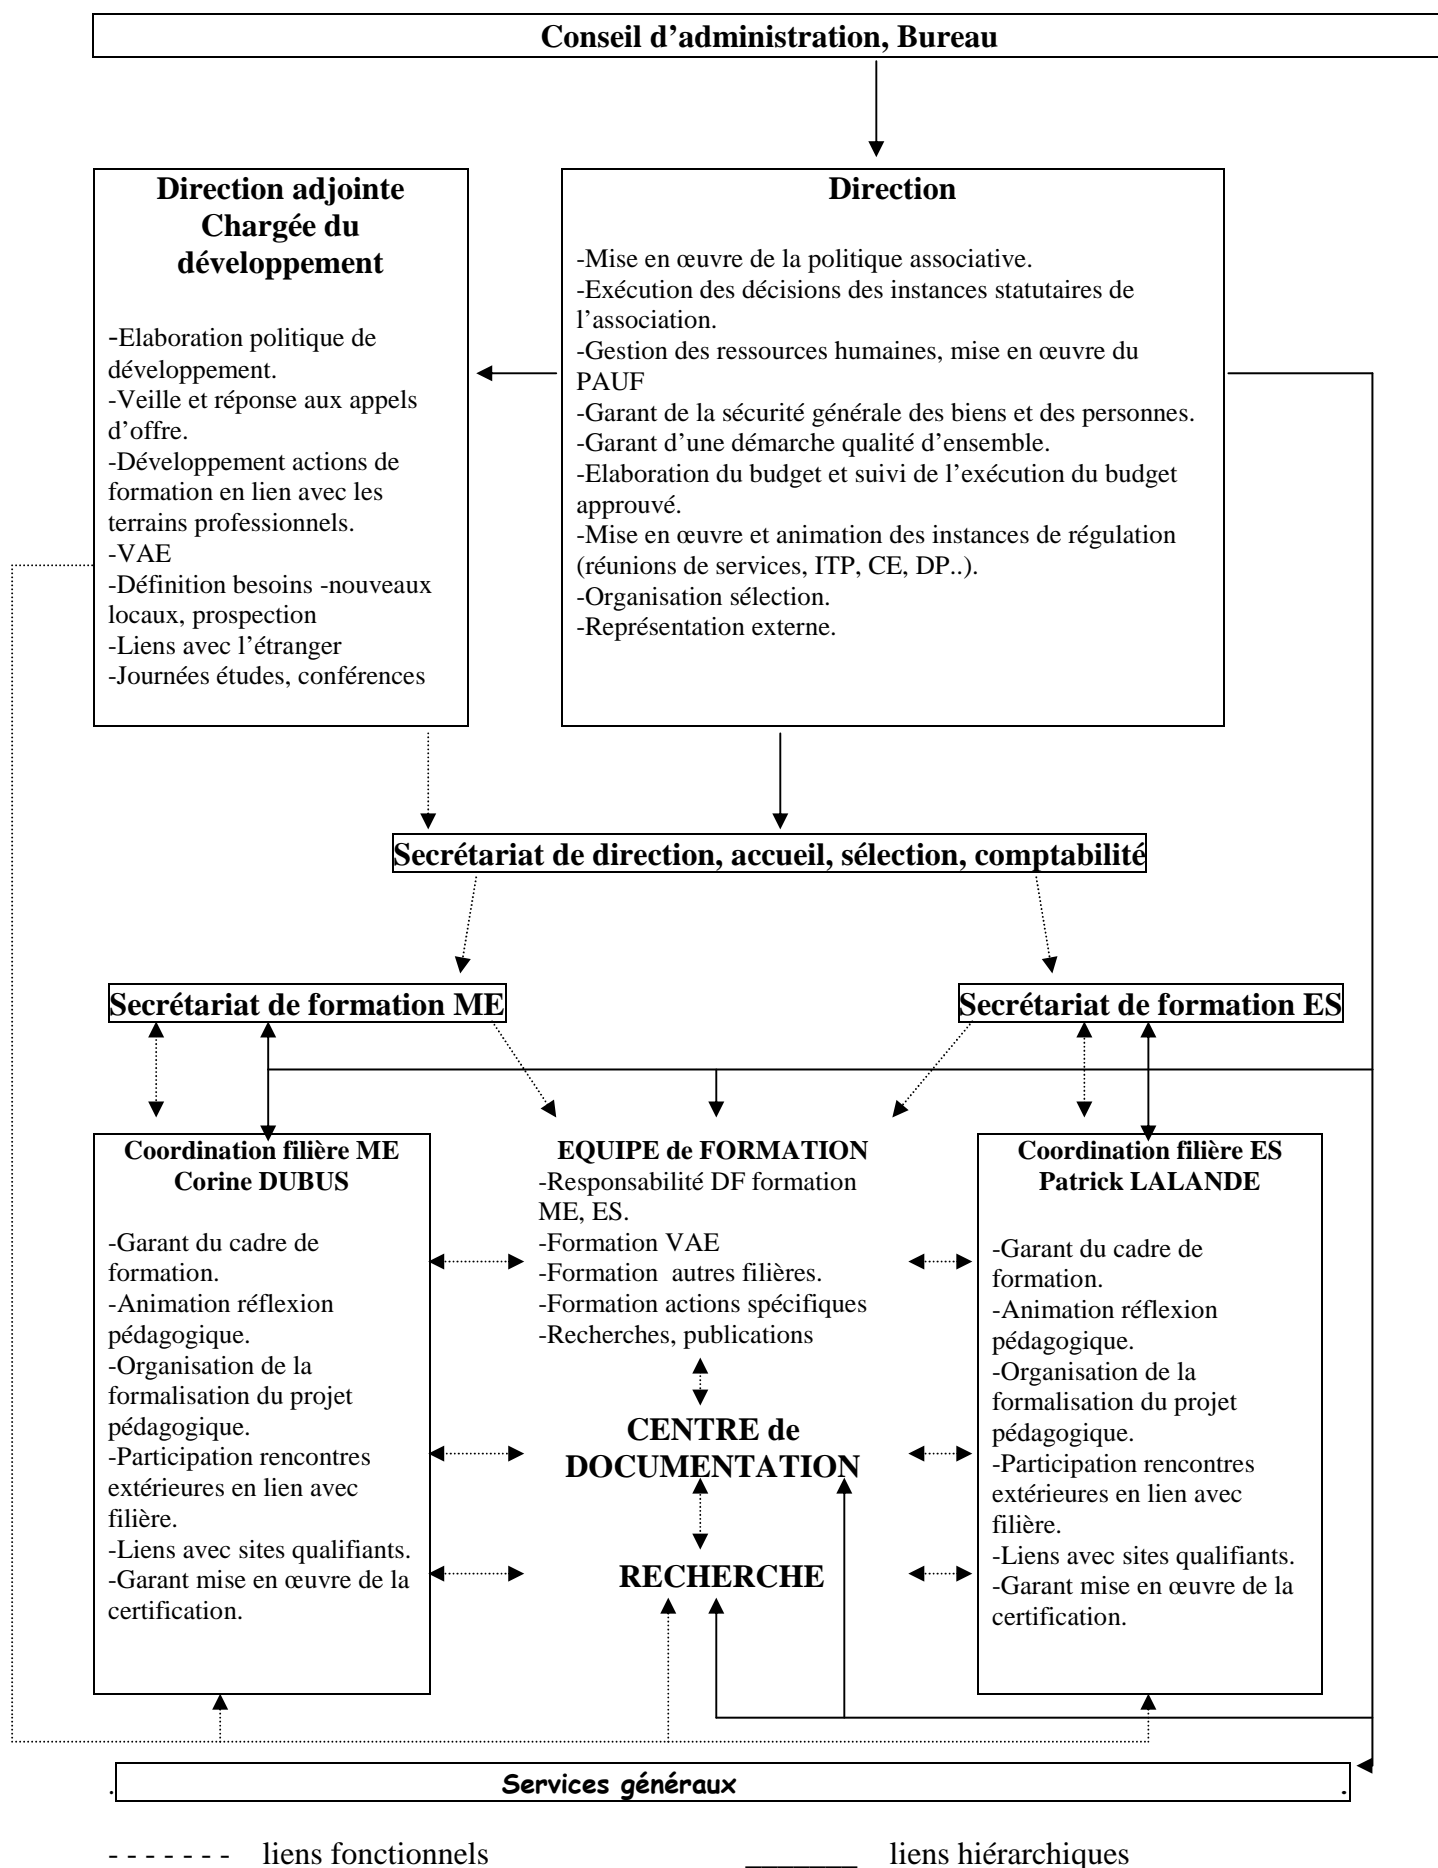 Conseil d’administration, Bureau
Direction adjointe
Chargée du
développement
-Elaboration politique de
développement.
-Veille et réponse aux appels
d’offre.
-Développement actions de
formation en lien avec les
terrains professionnels.
-VAE
-Définition besoins -nouveaux
locaux, prospection
-Liens avec l’étranger
-Journées études, conférences
Direction
-Mise en œuvre de la politique associative.
-Exécution des décisions des instances statutaires de
l’association.
-Gestion des ressources humaines, mise en œuvre du
PAUF
-Garant de la sécurité générale des biens et des personnes.
-Garant d’une démarche qualité d’ensemble.
-Elaboration du budget et suivi de l’exécution du budget
approuvé.
-Mise en œuvre et animation des instances de régulation
(réunions de services, ITP, CE, DP..).
-Organisation sélection.
-Représentation externe.
Secrétariat de direction, accueil, sélection, comptabilité
Secrétariat de formation ME
Secrétariat de formation ES
Coordination filière ME
Corine DUBUS
-Garant du cadre de
formation.
-Animation réflexion
pédagogique.
-Organisation de la
formalisation du projet
pédagogique.
-Participation rencontres
extérieures en lien avec
filière.
-Liens avec sites qualifiants.
-Garant mise en œuvre de la
certification.
EQUIPE de FORMATION
-Responsabilité DF formation
ME, ES.
-Formation VAE
-Formation  autres filières.
-Formation actions spécifiques
-Recherches, publications
CENTRE de
DOCUMENTATION
RECHERCHE
Coordination filière ES
Patrick LALANDE
-Garant du cadre de
formation.
-Animation réflexion
pédagogique.
-Organisation de la
formalisation du projet
pédagogique.
-Participation rencontres
extérieures en lien avec
filière.
-Liens avec sites qualifiants.
-Garant mise en œuvre de la
certification.
. Services généraux .
- - - - - - - liens fonctionnels _______ liens hiérarchiques